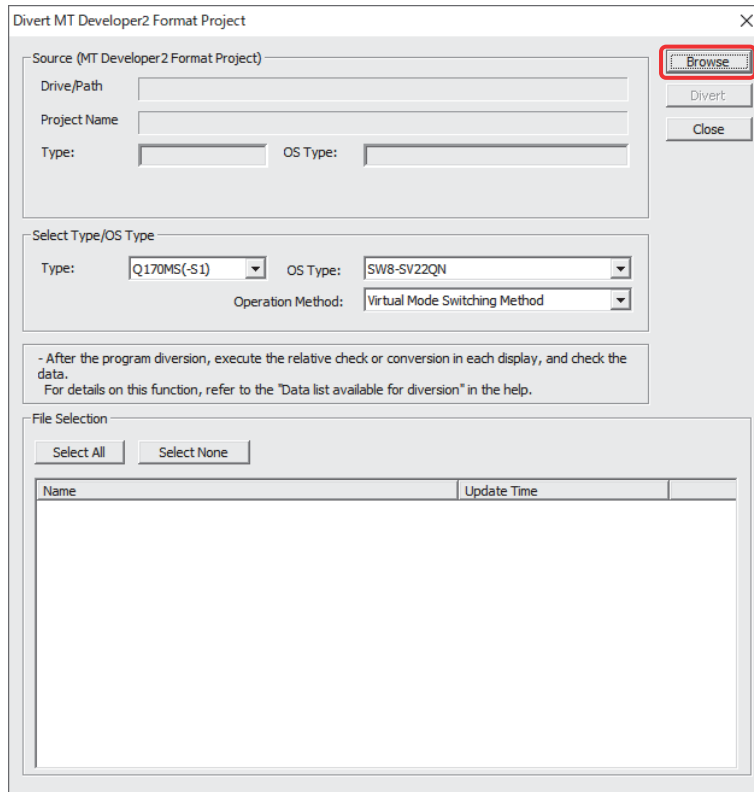 Divert MT Developer2 Format Project
Source (MT Developer2 Format Project)
Browse
Drive/Path
Divert
Project Name
Close
Type: OS Type:
Select Type/OS Type
Type: Q170MS(-S1) OS Type: SW8-SV22QN
Operation Method: Virtual Mode Switching Method
- After the program diversion, execute the relative check or conversion in each display, and check the
data.
For details on this function, refer to the "Data list available for diversion" in the help.
File Selection
Select All Select None
Name Update Time